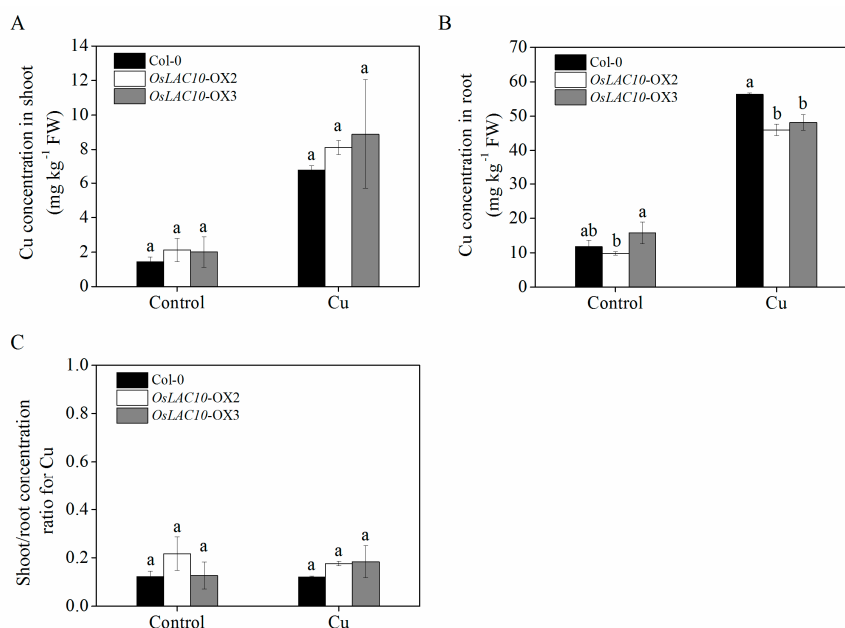 A
Cu concentration in shoot
(mg kg⁻¹ FW)
14
12
10
8
6
4
2
0
Col-0
OsLAC10-OX2
OsLAC10-OX3
a
a
a
a
a
a
Control
Cu
B
Cu concentration in root
(mg kg⁻¹ FW)
70
60
50
40
30
20
10
0
Col-0
OsLAC10-OX2
OsLAC10-OX3
ab
b
a
a
b
b
Control
Cu
C
Shoot/root concentration
ratio for Cu
1.0
0.8
0.6
0.4
0.2
0.0
Col-0
OsLAC10-OX2
OsLAC10-OX3
a
a
a
a
a
a
Control
Cu